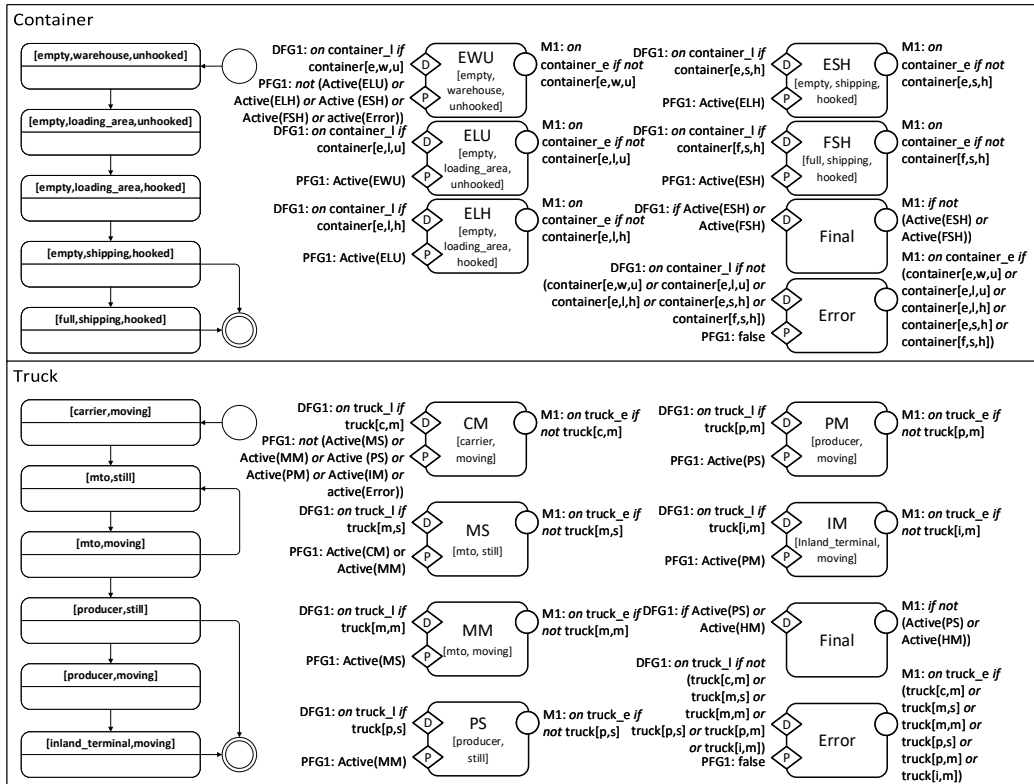 Container
[empty,warehouse,unhooked]
[empty,loading_area,unhooked]
[empty,loading_area,hooked]
[empty,shipping,hooked]
[full,shipping,hooked]
DFG1: on container_l if
container[e,w,u]
PFG1: not (Active(ELU) or
Active(ELH) or Active (ESH) or
Active(FSH) or active(Error))
D
P
EWU
[empty,
warehouse,
unhooked]
M1: on
container_e if not
container[e,w,u]
DFG1: on container_l if
container[e,l,u]
PFG1: Active(EWU)
D
P
ELU
[empty,
loading_area,
unhooked]
M1: on
container_e if not
container[e,l,u]
DFG1: on container_l if
container[e,l,h]
PFG1: Active(ELU)
D
P
ELH
[empty,
loading_area,
hooked]
M1: on
container_e if not
container[e,l,h]
DFG1: on container_l if
container[e,s,h]
PFG1: Active(ELH)
D
P
ESH
[empty, shipping,
hooked]
M1: on
container_e if not
container[e,s,h]
DFG1: on container_l if
container[f,s,h]
PFG1: Active(ESH)
D
P
FSH
[full, shipping,
hooked]
M1: on
container_e if not
container[f,s,h]
DFG1: if Active(ESH) or
Active(FSH)
D
Final
M1: if not
(Active(ESH) or
Active(FSH))
DFG1: on container_l if not
(container[e,w,u] or container[e,l,u] or
container[e,l,h] or container[e,s,h] or
container[f,s,h])
PFG1: false
D
P
Error
M1: on container_e if
(container[e,w,u] or
container[e,l,u] or
container[e,l,h] or
container[e,s,h] or
container[f,s,h])
Truck
[carrier,moving]
[mto,still]
[mto,moving]
[producer,still]
[producer,moving]
[inland_terminal,moving]
DFG1: on truck_l if
truck[c,m]
PFG1: not (Active(MS) or
Active(MM) or Active (PS) or
Active(PM) or Active(IM) or
active(Error))
D
P
CM
[carrier,
moving]
M1: on truck_e if
not truck[c,m]
DFG1: on truck_l if
truck[m,s]
PFG1: Active(CM) or
Active(MM)
D
P
MS
[mto, still]
M1: on truck_e if
not truck[m,s]
DFG1: on truck_l if
truck[m,m]
PFG1: Active(MS)
D
P
MM
[mto, moving]
M1: on truck_e if
not truck[m,m]
DFG1: on truck_l if
truck[p,s]
PFG1: Active(MM)
D
P
PS
[producer,
still]
M1: on truck_e if
not truck[p,s]
DFG1: on truck_l if
truck[p,m]
PFG1: Active(PS)
D
P
PM
[producer,
moving]
M1: on truck_e if
not truck[p,m]
DFG1: on truck_l if
truck[i,m]
PFG1: Active(PM)
D
P
IM
[Inland_terminal,
moving]
M1: on truck_e if
not truck[i,m]
DFG1: if Active(PS) or
Active(HM)
D
Final
M1: if not
(Active(PS) or
Active(HM))
DFG1: on truck_l if not
(truck[c,m] or
truck[m,s] or
truck[m,m] or
truck[p,s] or truck[p,m]
or truck[i,m])
PFG1: false
D
P
Error
M1: on truck_e if
(truck[c,m] or
truck[m,s] or
truck[m,m] or
truck[p,s] or
truck[p,m] or
truck[i,m])